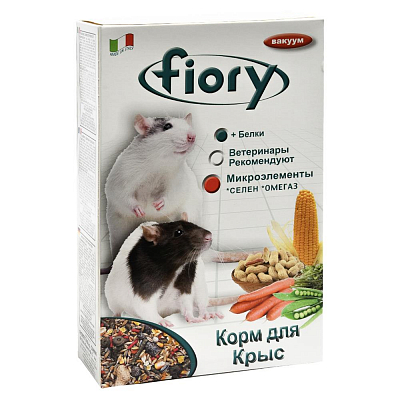 вакуум
fiory
+ Белки
Ветеринары
Рекомендуют
Микроэлементы
*СЕЛЕН *ОМЕГА3
Корм для
Крыс